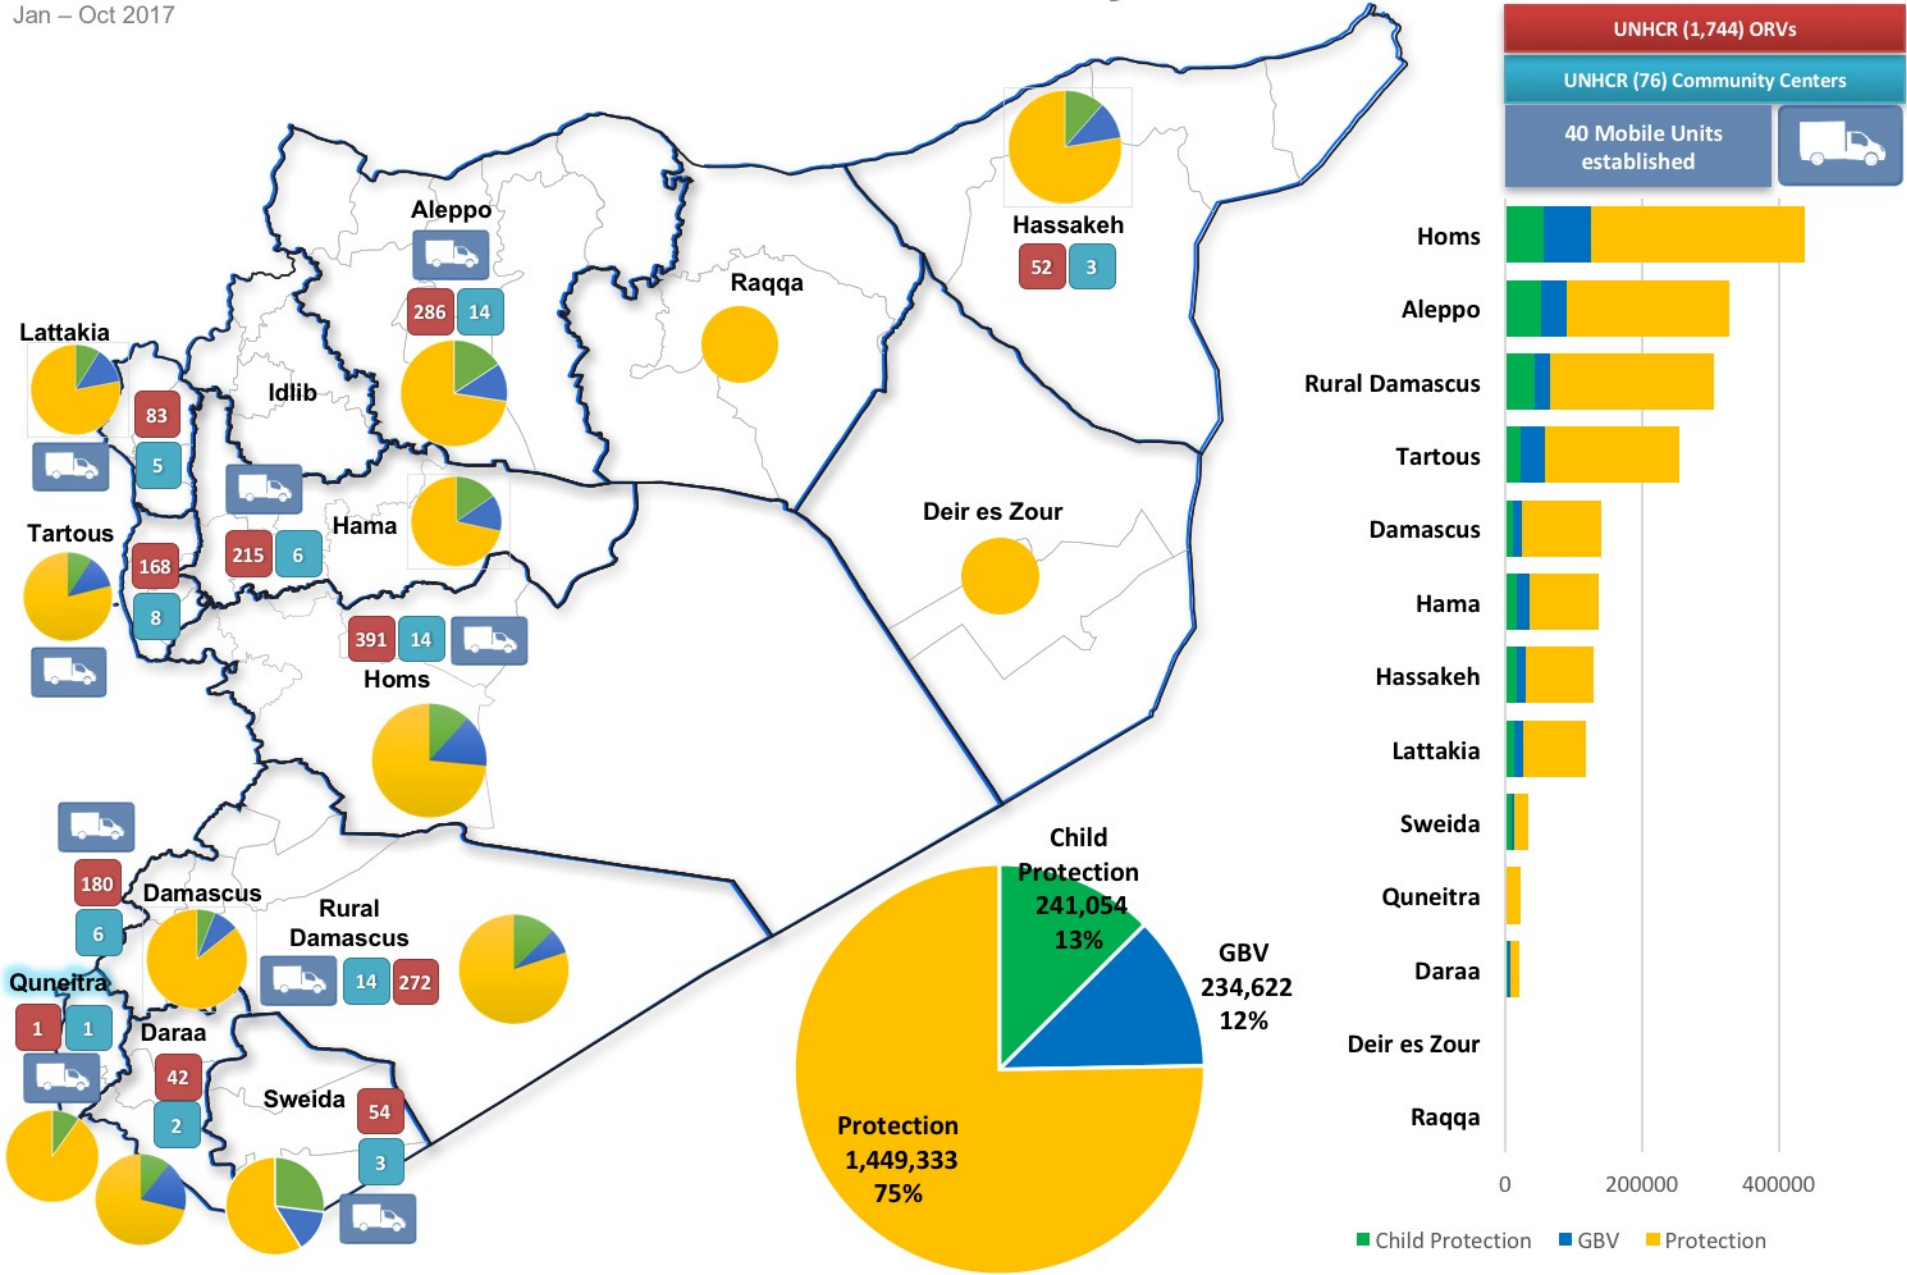 Jan – Oct 2017
UNHCR (1,744) ORVs
UNHCR (76) Community Centers
40 Mobile Units
established
Aleppo
286 14
Hassakeh
52 3
Raqqa
Lattakia
83
5
Idlib
Tartous
168
8
Hama
215 6
Deir es Zour
391 14
Homs
180
6
Damascus
Rural
Damascus
14 272
Quneitra
1 1
Daraa
42
2
Sweida
54
3
Child
Protection
241,054
13%
GBV
234,622
12%
Protection
1,449,333
75%
Homs
Aleppo
Rural Damascus
Tartous
Damascus
Hama
Hassakeh
Lattakia
Sweida
Quneitra
Daraa
Deir es Zour
Raqqa
0 200000 400000
Child Protection GBV Protection